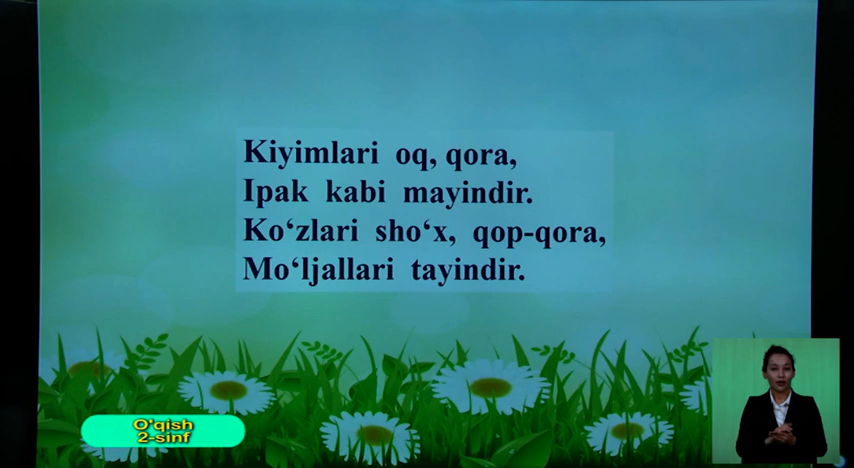 Kiyimlari oq, qora,
Ipak kabi mayindir.
Ko‘zlari sho‘x, qop-qora,
Mo‘ljallari tayindir.
O'qish
2-sinf